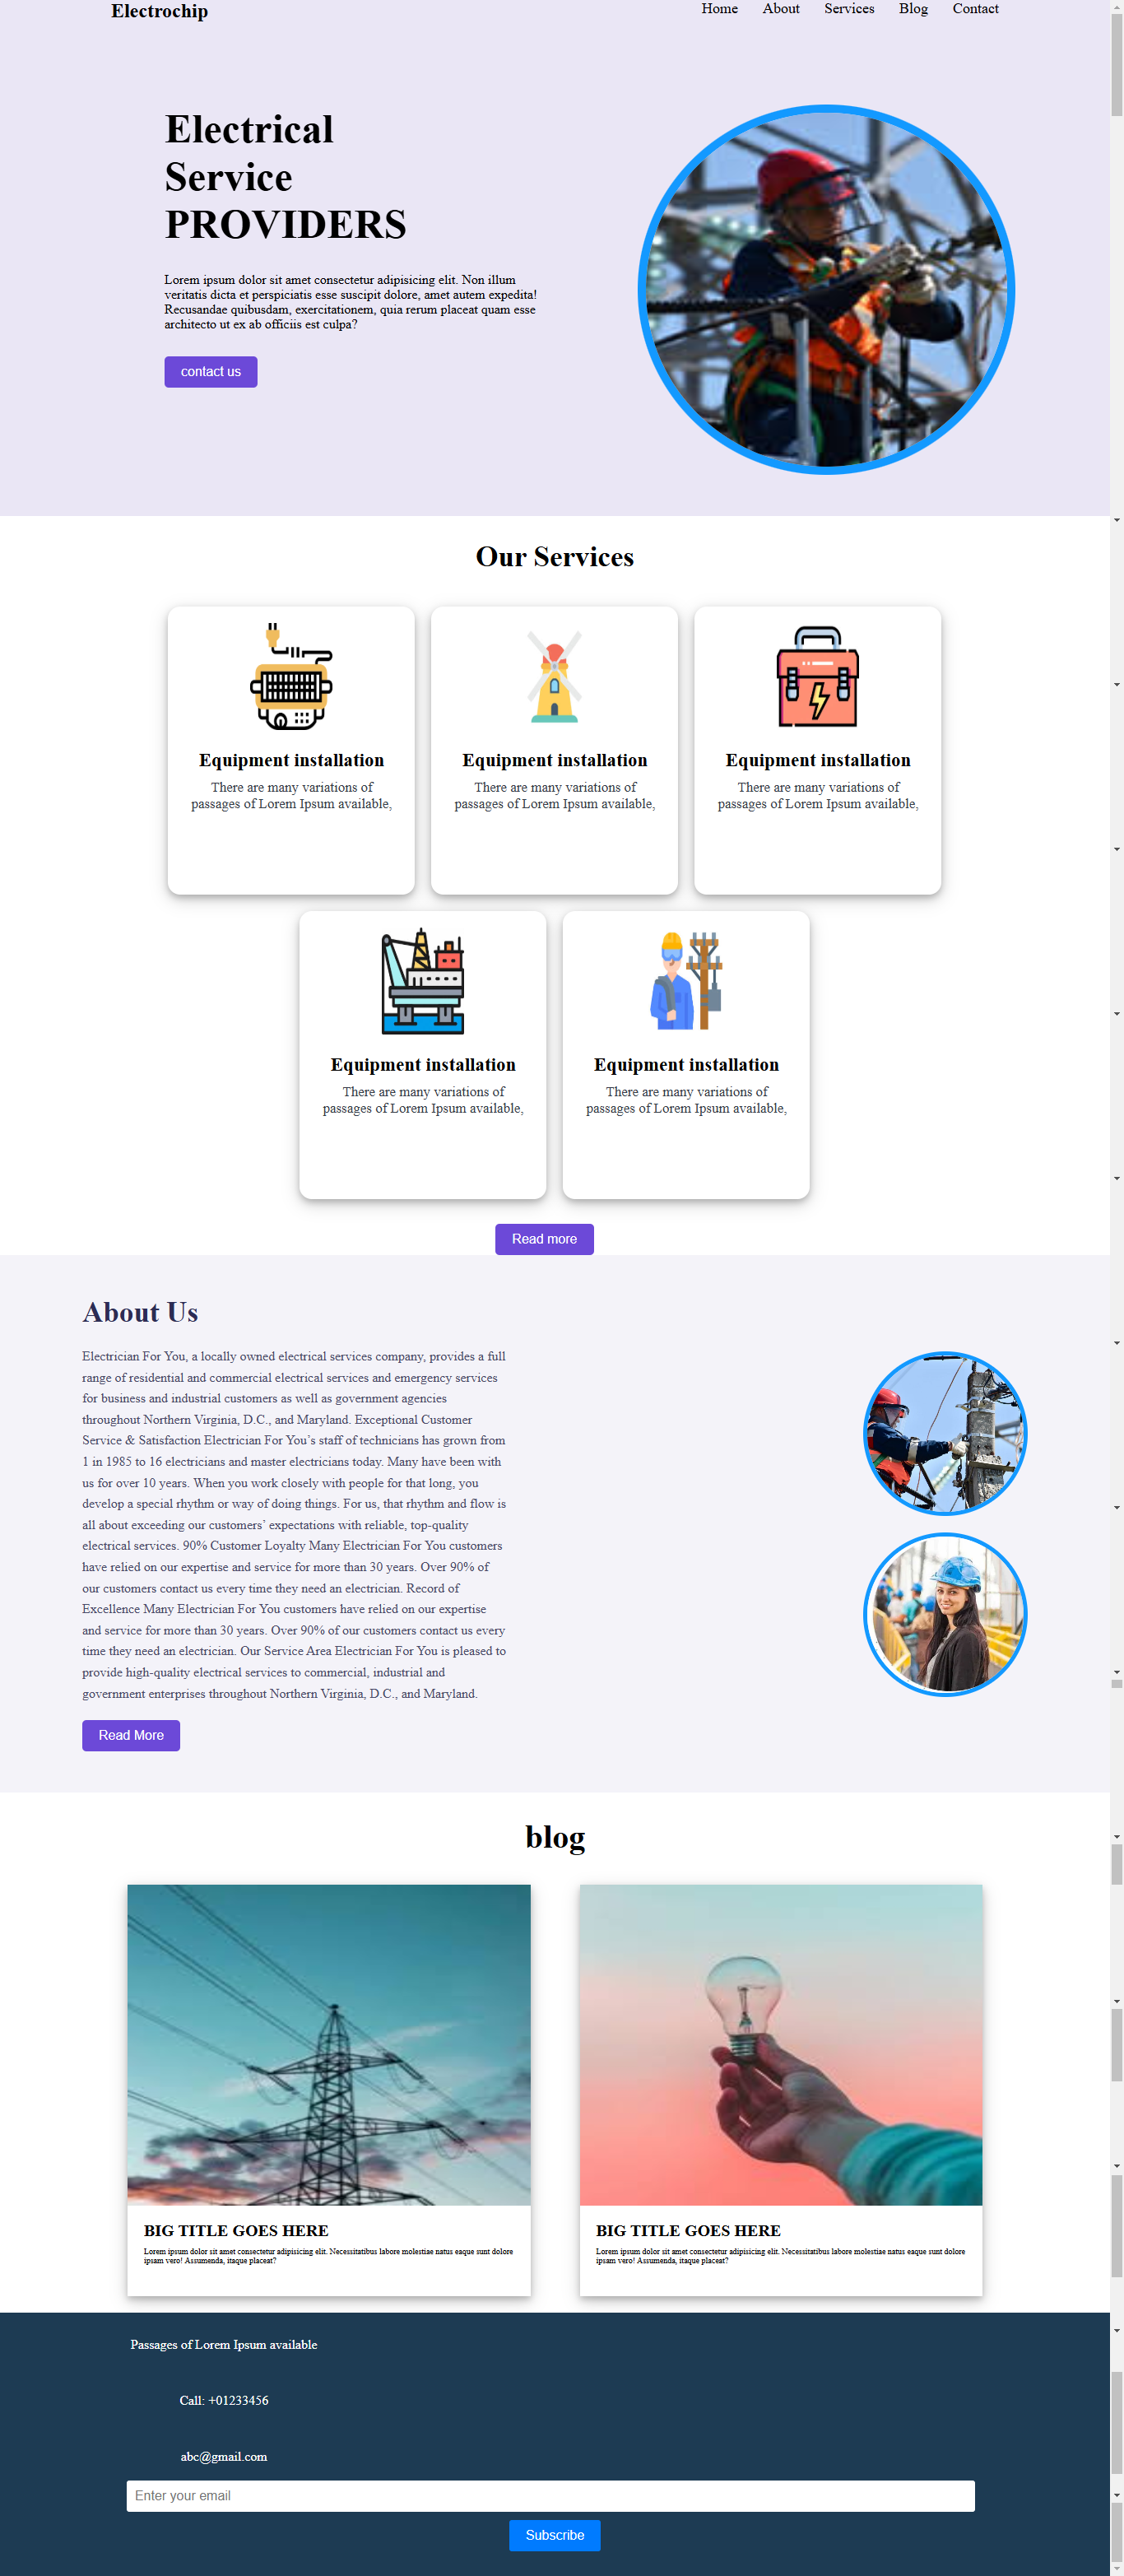 Electrochip
Home About Services Blog Contact
Electrical
Service
PROVIDERS
Lorem ipsum dolor sit amet consectetur adipisicing elit. Non illum
veritatis dicta et perspiciatis esse suscipit dolore, amet autem expedita!
Recusandae quibusdam, exercitationem, quia rerum placeat quam esse
architecto ut ex ab officiis est culpa?
contact us
Our Services
Equipment installation
There are many variations of
passages of Lorem Ipsum available,
Equipment installation
There are many variations of
passages of Lorem Ipsum available,
Equipment installation
There are many variations of
passages of Lorem Ipsum available,
Equipment installation
There are many variations of
passages of Lorem Ipsum available,
Equipment installation
There are many variations of
passages of Lorem Ipsum available,
Read more
About Us
Electrician For You, a locally owned electrical services company, provides a full
range of residential and commercial electrical services and emergency services
for business and industrial customers as well as government agencies
throughout Northern Virginia, D.C., and Maryland. Exceptional Customer
Service & Satisfaction Electrician For You’s staff of technicians has grown from
1 in 1985 to 16 electricians and master electricians today. Many have been with
us for over 10 years. When you work closely with people for that long, you
develop a special rhythm or way of doing things. For us, that rhythm and flow is
all about exceeding our customers’ expectations with reliable, top-quality
electrical services. 90% Customer Loyalty Many Electrician For You customers
have relied on our expertise and service for more than 30 years. Over 90% of
our customers contact us every time they need an electrician. Record of
Excellence Many Electrician For You customers have relied on our expertise
and service for more than 30 years. Over 90% of our customers contact us every
time they need an electrician. Our Service Area Electrician For You is pleased to
provide high-quality electrical services to commercial, industrial and
government enterprises throughout Northern Virginia, D.C., and Maryland.
Read More
blog
BIG TITLE GOES HERE
Lorem ipsum dolor sit amet consectetur adipisicing elit. Necessitatibus labore molestiae natus eaque sunt dolore
ipsam vero! Assumenda, itaque placeat?
BIG TITLE GOES HERE
Lorem ipsum dolor sit amet consectetur adipisicing elit. Necessitatibus labore molestiae natus eaque sunt dolore
ipsam vero! Assumenda, itaque placeat?
Passages of Lorem Ipsum available
Call: +01233456
abc@gmail.com
Enter your email
Subscribe